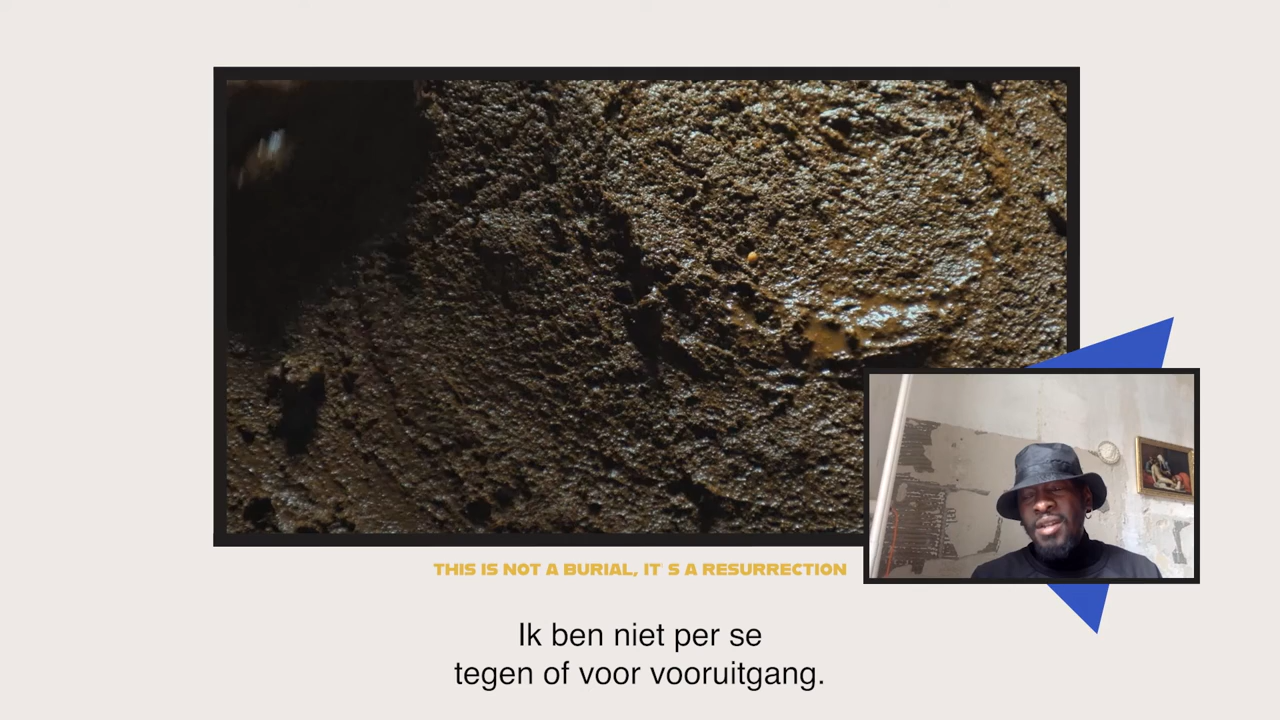 THIS IS NOT A BURIAL, IT'S A RESURRECTION
Ik ben niet per se
tegen of voor vooruitgang.